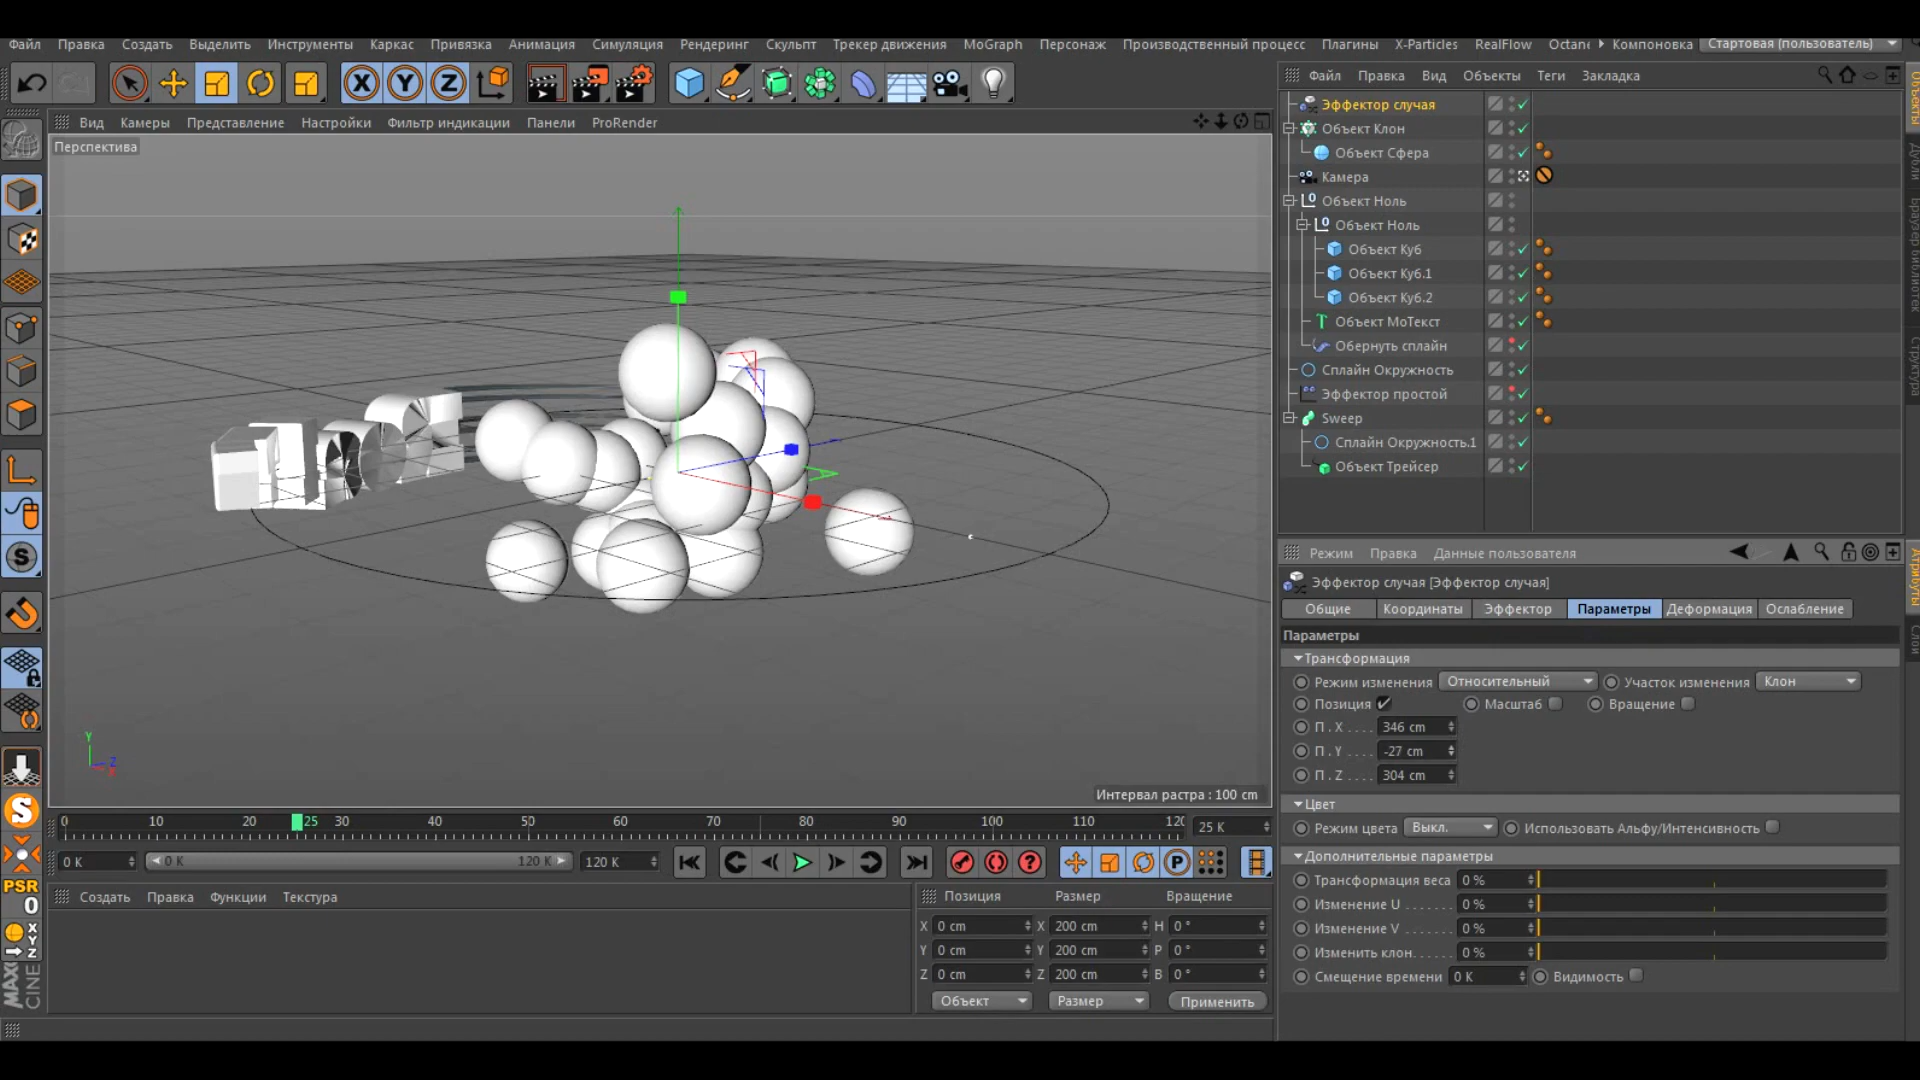 Файл Правка Создать Выделить Инструменты Каркас Привязка Анимация Симуляция Рендеринг Скульпт Трекер движения MoGraph Персонаж Производственный процесс Плагины X-Particles RealFlow Octane Компоновка Стартовая (пользователь)
X Y Z
Вид Камеры Представление Настройки Фильтр индикации Панели ProRender
Перспектива
Y
Z
X
Интервал растра : 100 cm
0 10 20 25 30 40 50 60 70 80 90 100 110 120 25 K
0 K 0 K 120 K 120 K
Создать Правка Функции Текстура
Позиция Размер Вращение
X 0 cm X 200 cm H 0 °
Y 0 cm Y 200 cm P 0 °
Z 0 cm Z 200 cm B 0 °
Объект Размер Применить
S
S
PSR
0
X
Y
Z
MAXO
CINE
Файл Правка Вид Объекты Теги Закладка
Эффектор случая
Объект Клон
Объект Сфера
Камера
Объект Ноль
Объект Ноль
Объект Куб
Объект Куб.1
Объект Куб.2
Объект МоТекст
Обернуть сплайн
Сплайн Окружность
Эффектор простой
Sweep
Сплайн Окружность.1
Объект Трейсер
Режим Правка Данные пользователя
Эффектор случая [Эффектор случая]
Общие Координаты Эффектор Параметры Деформация Ослабление
Параметры
Трансформация
Режим изменения Относительный Участок изменения Клон
Позиция Масштаб Вращение
П . X . . . . 346 cm
П . Y . . . . -27 cm
П . Z . . . . 304 cm
Цвет
Режим цвета Выкл. Использовать Альфу/Интенсивность
Дополнительные параметры
Трансформация веса 0 %
Изменение U . . . . . . . 0 %
Изменение V . . . . . . . 0 %
Изменить клон. . . . . . 0 %
Смещение времени 0 K Видимость
Объекты
Дубли
Браузер библиотек
Структура
Атрибуты
Слои